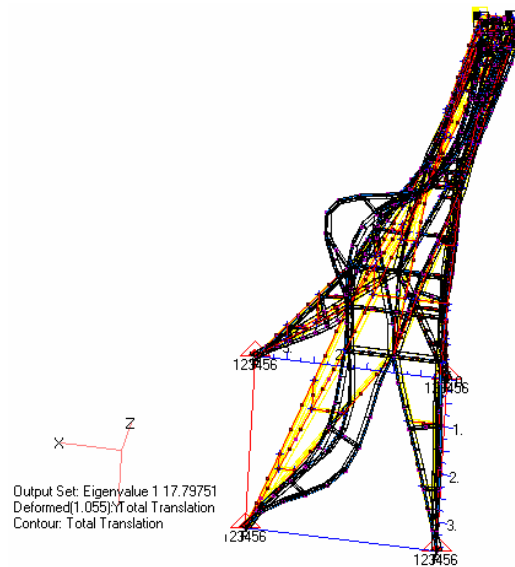 123456
123456
Z
X
1.
2.
3.
Output Set: Eigenvalue 1 17.79751
Deformed(1.055): Total Translation
Contour: Total Translation
123456
123456